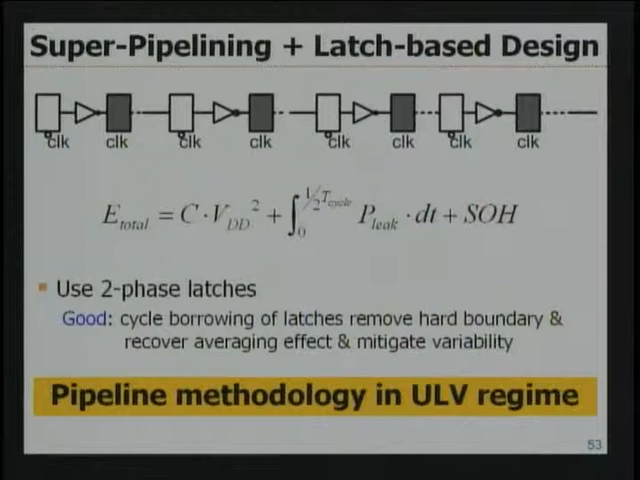 Super-Pipelining + Latch-based Design
clk clk clk clk clk clk clk clk
E_total = C · V_DD^2 + ∫_0^{1/2 T_cycle} P_leak · dt + SOH
Use 2-phase latches
Good: cycle borrowing of latches remove hard boundary &
recover averaging effect & mitigate variability
Pipeline methodology in ULV regime
53